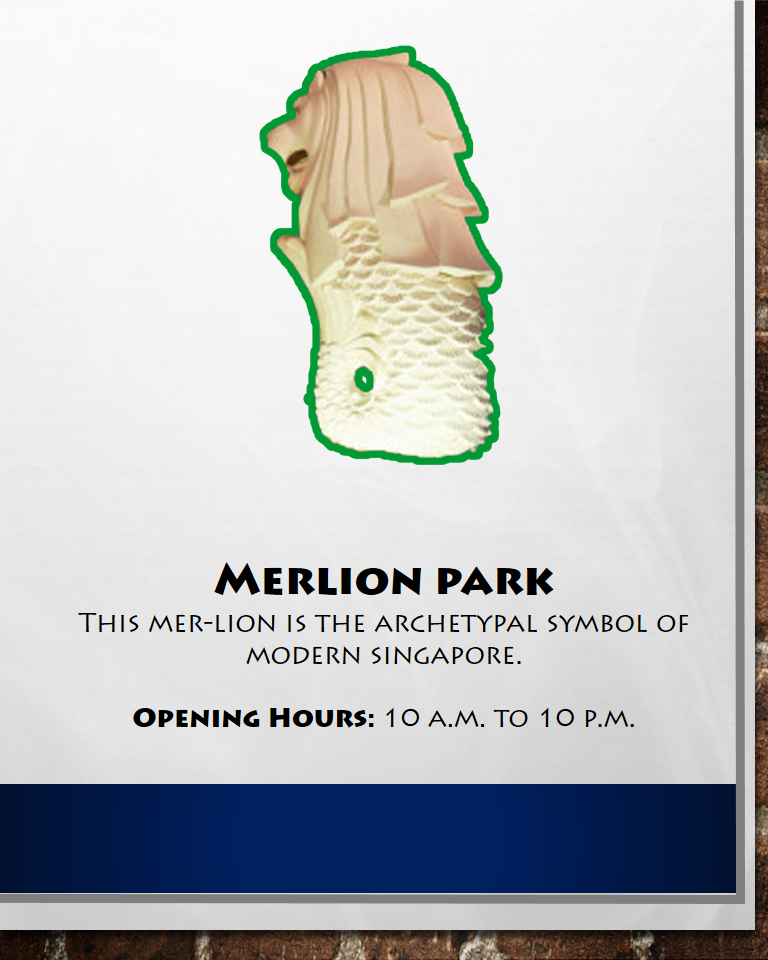 Merlion park
This mer-lion is the archetypal symbol of
modern singapore.
Opening Hours: 10 a.m. to 10 p.m.